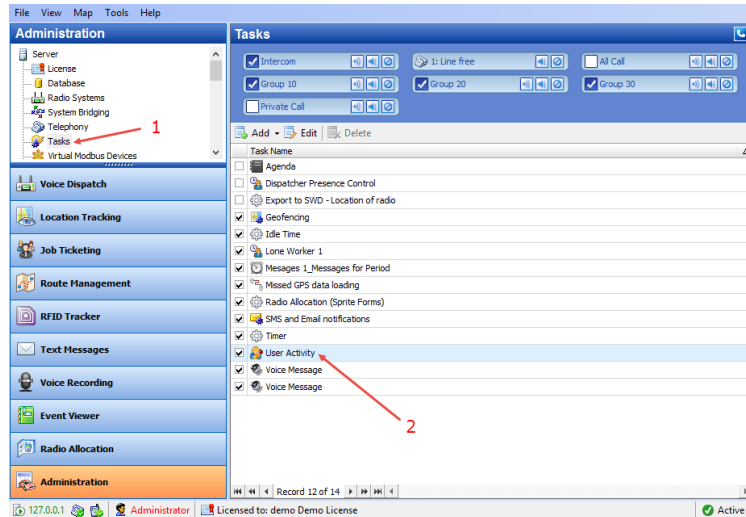 File View Map Tools Help
Administration
Server
License
Database
Radio Systems
System Bridging
Telephony
Tasks
Virtual Modbus Devices
1
Voice Dispatch
Location Tracking
Job Ticketing
Route Management
RFID Tracker
Text Messages
Voice Recording
Event Viewer
Radio Allocation
Administration
Tasks
Intercom
1: Line free
All Call
Group 10
Group 20
Group 30
Private Call
Add Edit Delete
Task Name
Agenda
Dispatcher Presence Control
Export to SWD - Location of radio
Geofencing
Idle Time
Lone Worker 1
Mesages 1_Messages for Period
Missed GPS data loading
Radio Allocation (Sprite Forms)
SMS and Email notifications
Timer
User Activity
Voice Message
Voice Message
2
Record 12 of 14
127.0.0.1 Administrator Licensed to: demo Demo License Active